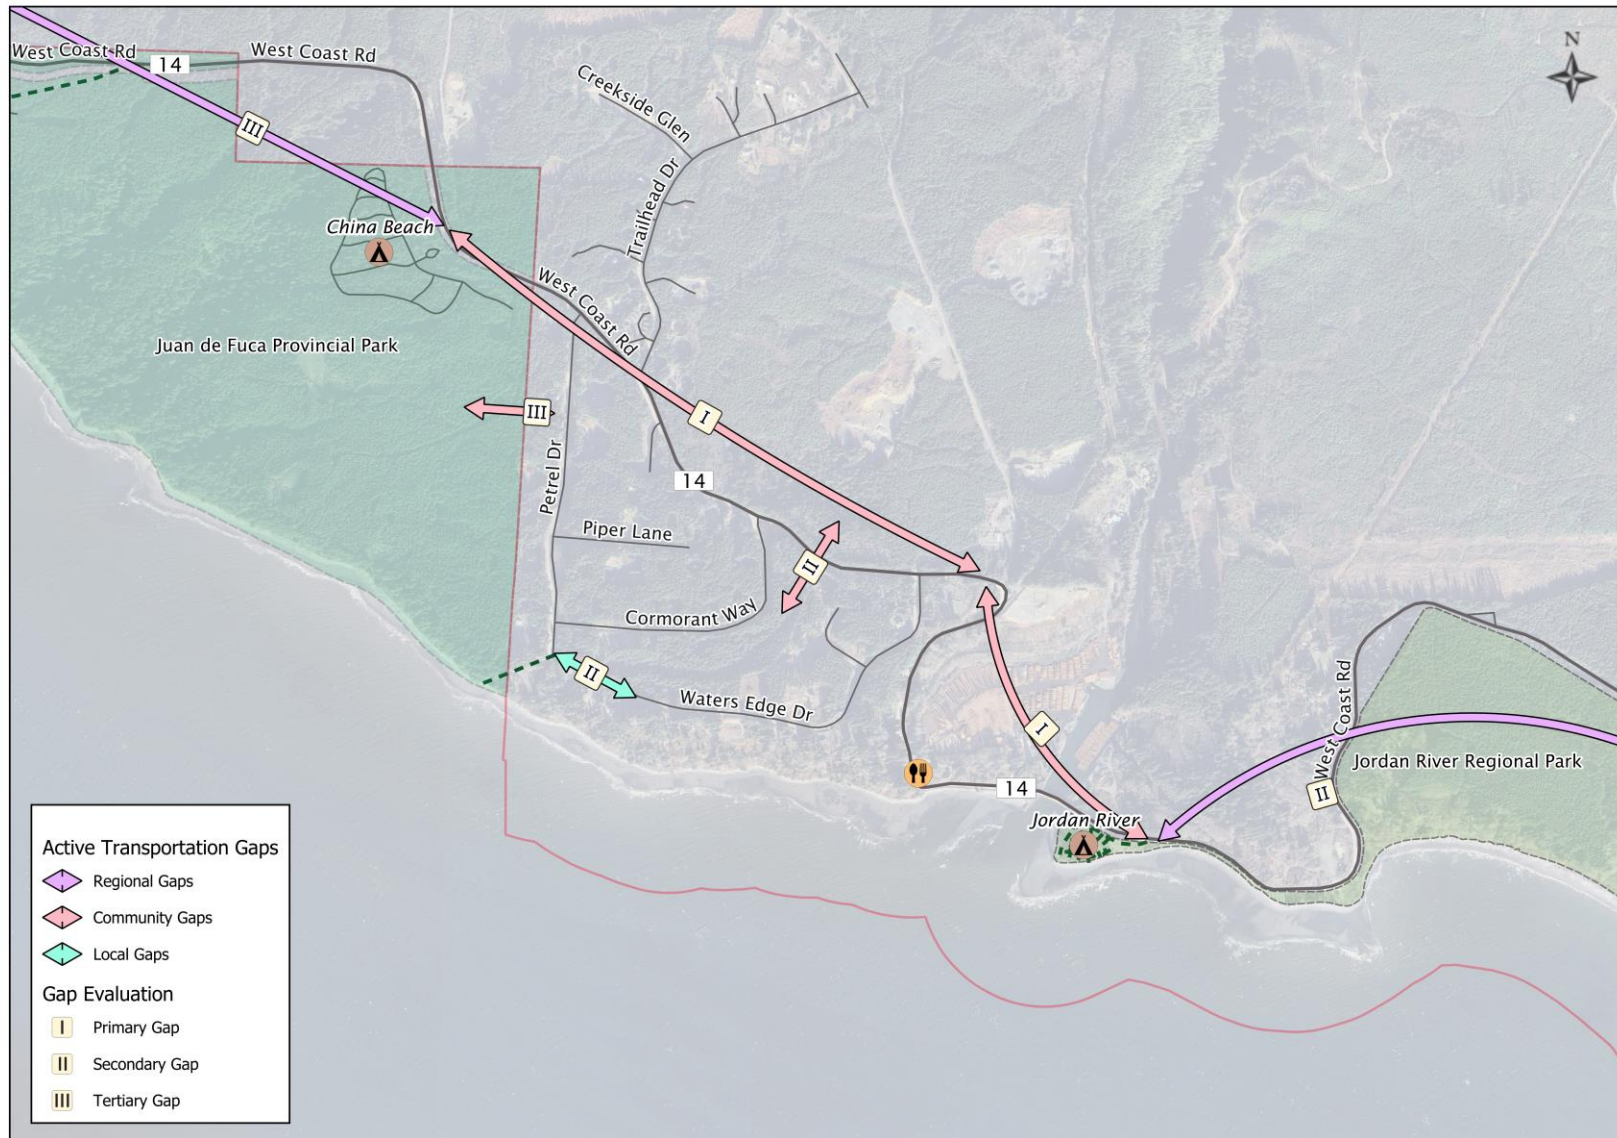 N
West Coast Rd
14
West Coast Rd
Creekside Glen
III
Trailhead Dr
China Beach
West Coast Rd
Juan de Fuca Provincial Park
III
I
Petrel Dr
14
Piper Lane
II
Cormorant Way
II
Waters Edge Dr
I
West Coast Rd
Jordan River Regional Park
II
14
Jordan River
Active Transportation Gaps
Regional Gaps
Community Gaps
Local Gaps
Gap Evaluation
I Primary Gap
II Secondary Gap
III Tertiary Gap